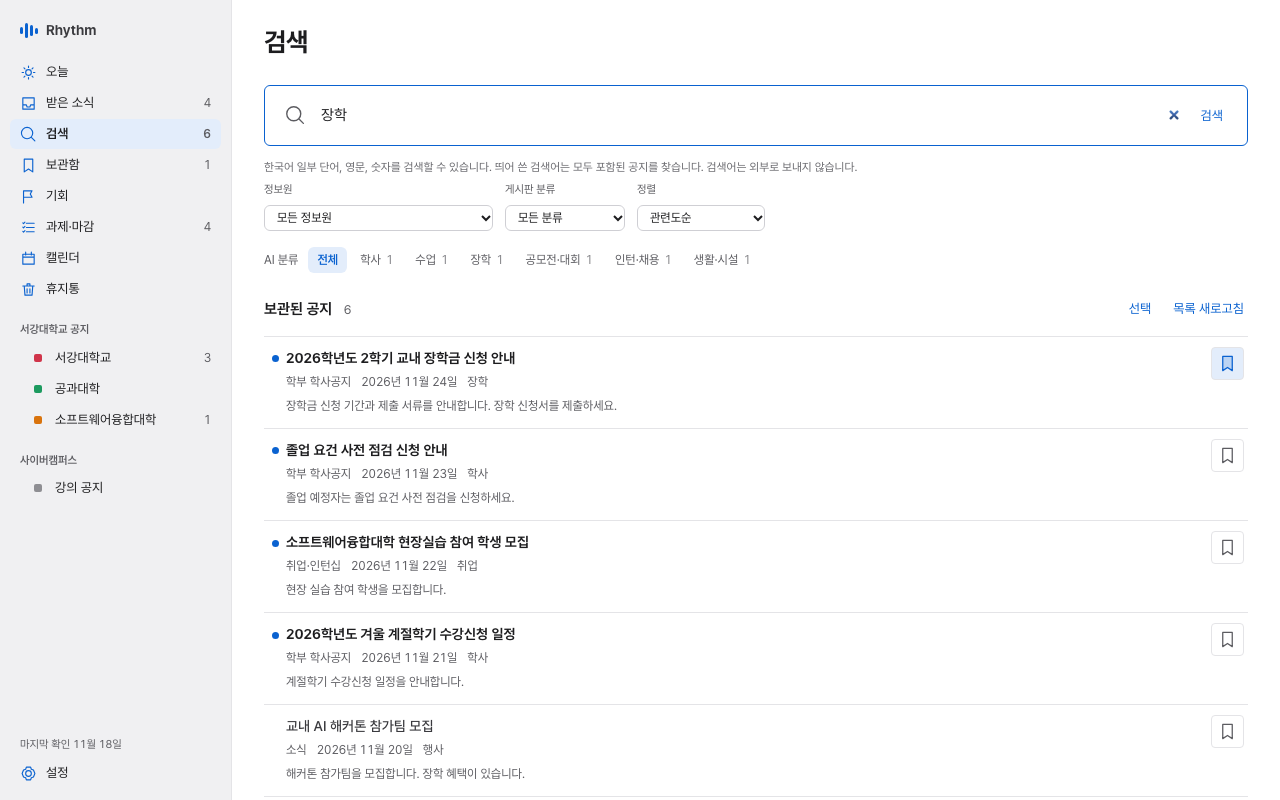 Rhythm
오늘
받은 소식 4
검색 6
보관함 1
기회
과제·마감 4
캘린더
휴지통
서강대학교 공지
서강대학교 3
공과대학
소프트웨어융합대학 1
사이버캠퍼스
강의 공지
마지막 확인 11월 18일
설정
검색
장학 검색
한국어 일부 단어, 영문, 숫자를 검색할 수 있습니다. 띄어 쓴 검색어는 모두 포함된 공지를 찾습니다. 검색어는 외부로 보내지 않습니다.
정보원 게시판 분류 정렬
모든 정보원 모든 분류 관련도순
AI 분류 전체 학사 1 수업 1 장학 1 공모전·대회 1 인턴·채용 1 생활·시설 1
보관된 공지 6 선택 목록 새로고침
2026학년도 2학기 교내 장학금 신청 안내
학부 학사공지 2026년 11월 24일 장학
장학금 신청 기간과 제출 서류를 안내합니다. 장학 신청서를 제출하세요.
졸업 요건 사전 점검 신청 안내
학부 학사공지 2026년 11월 23일 학사
졸업 예정자는 졸업 요건 사전 점검을 신청하세요.
소프트웨어융합대학 현장실습 참여 학생 모집
취업·인턴십 2026년 11월 22일 취업
현장 실습 참여 학생을 모집합니다.
2026학년도 겨울 계절학기 수강신청 일정
학부 학사공지 2026년 11월 21일 학사
계절학기 수강신청 일정을 안내합니다.
교내 AI 해커톤 참가팀 모집
소식 2026년 11월 20일 행사
해커톤 참가팀을 모집합니다. 장학 혜택이 있습니다.